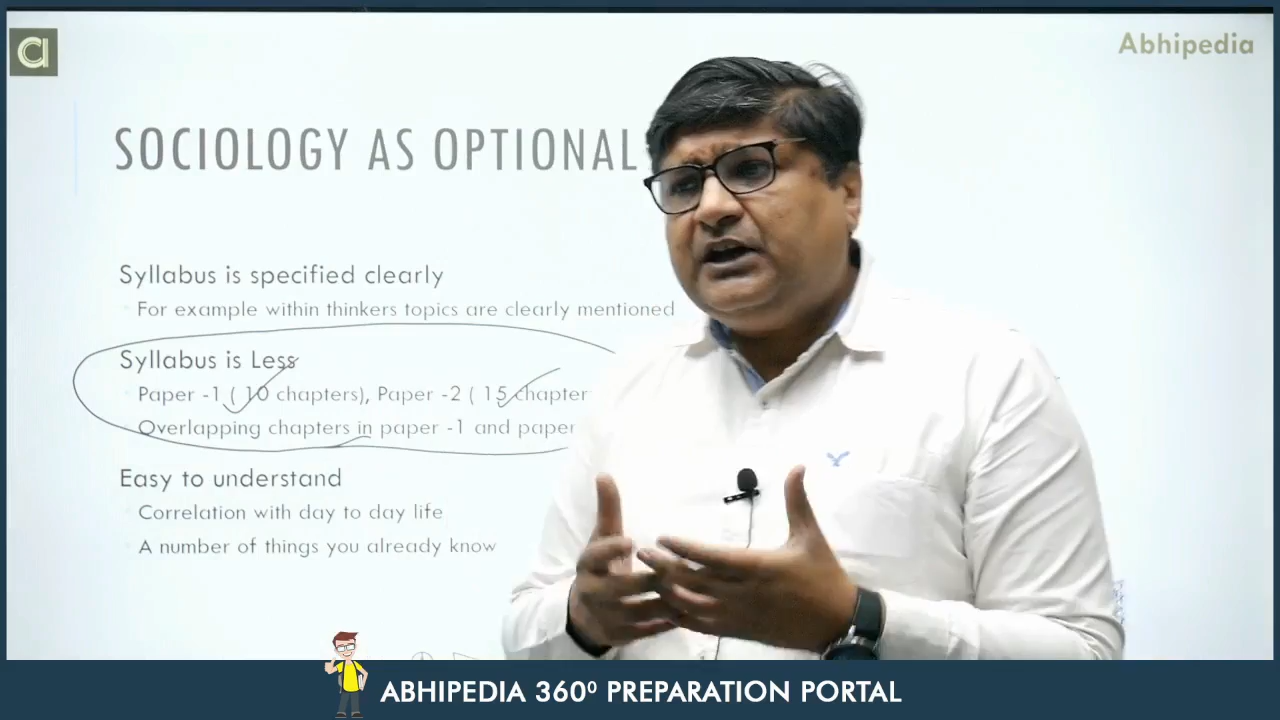 Abhipedia
SOCIOLOGY AS OPTIONAL
Syllabus is specified clearly
For example within thinkers topics are clearly mentioned
Syllabus is Less
Paper -1 ( 10 chapters), Paper -2 ( 15 chapter
Overlapping chapters in paper -1 and paper
Easy to understand
Correlation with day to day life
A number of things you already know
ABHIPEDIA 360⁰ PREPARATION PORTAL